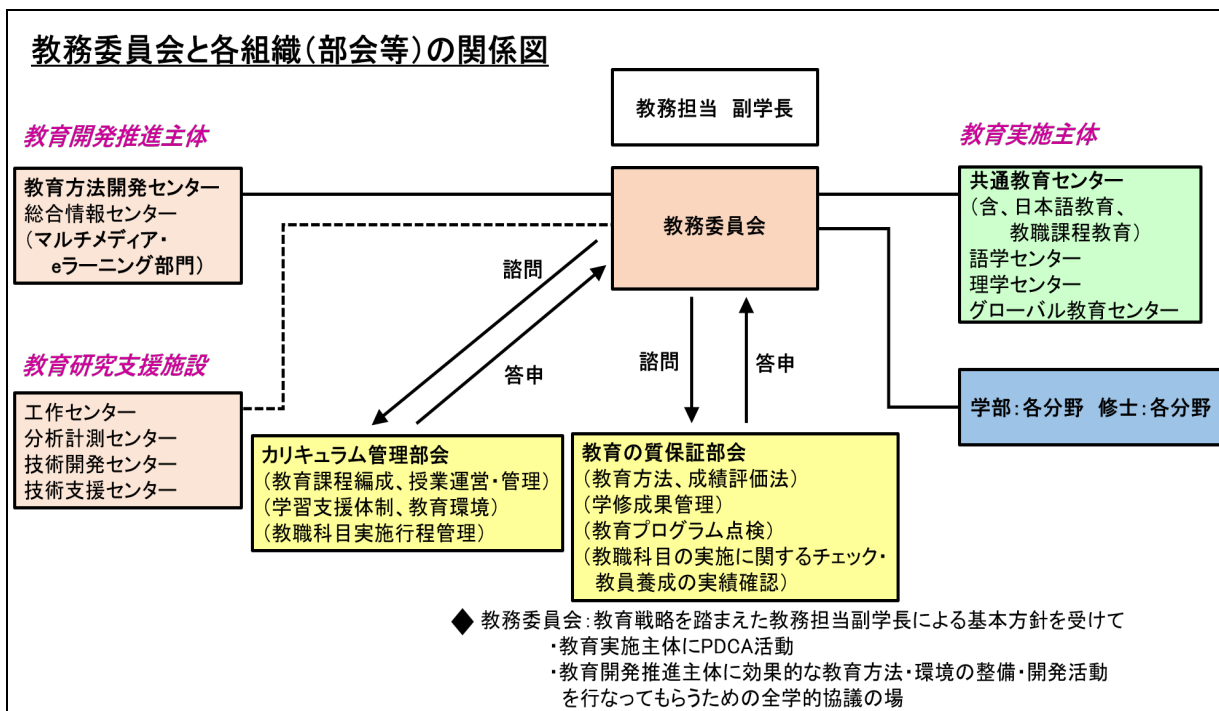 教務委員会と各組織(部会等)の関係図
教務担当 副学長
教育開発推進主体
教育方法開発センター
総合情報センター
(マルチメディア・
eラーニング部門)
教務委員会
教育実施主体
共通教育センター
(含、日本語教育、
教職課程教育)
語学センター
理学センター
グローバル教育センター
諮問
答申
諮問
答申
教育研究支援施設
工作センター
分析計測センター
技術開発センター
技術支援センター
学部:各分野 修士:各分野
カリキュラム管理部会
(教育課程編成、授業運営・管理)
(学習支援体制、教育環境)
(教職科目実施行程管理)
教育の質保証部会
(教育方法、成績評価法)
(学修成果管理)
(教育プログラム点検)
(教職科目の実施に関するチェック・
教員養成の実績確認)
◆ 教務委員会:教育戦略を踏まえた教務担当副学長による基本方針を受けて
・教育実施主体にPDCA活動
・教育開発推進主体に効果的な教育方法・環境の整備・開発活動
を行なってもらうための全学的協議の場